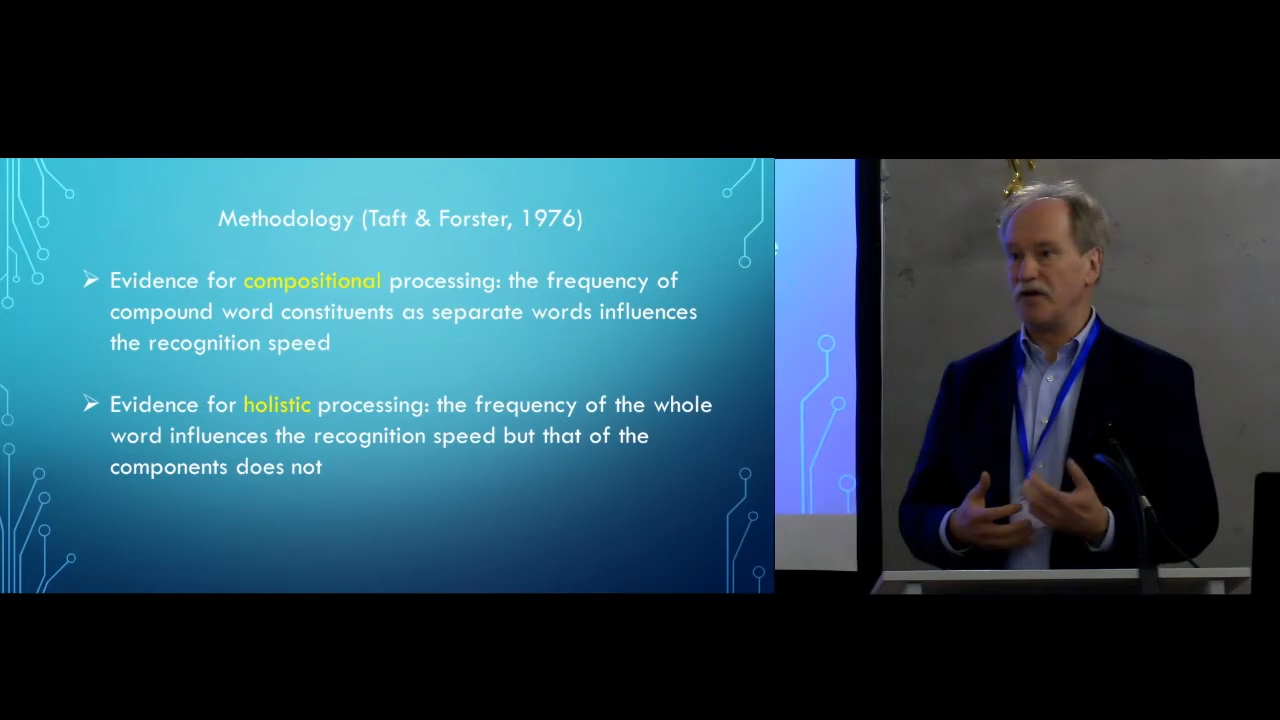 Methodology (Taft & Forster, 1976)
➢ Evidence for compositional processing: the frequency of
compound word constituents as separate words influences
the recognition speed
➢ Evidence for holistic processing: the frequency of the whole
word influences the recognition speed but that of the
components does not